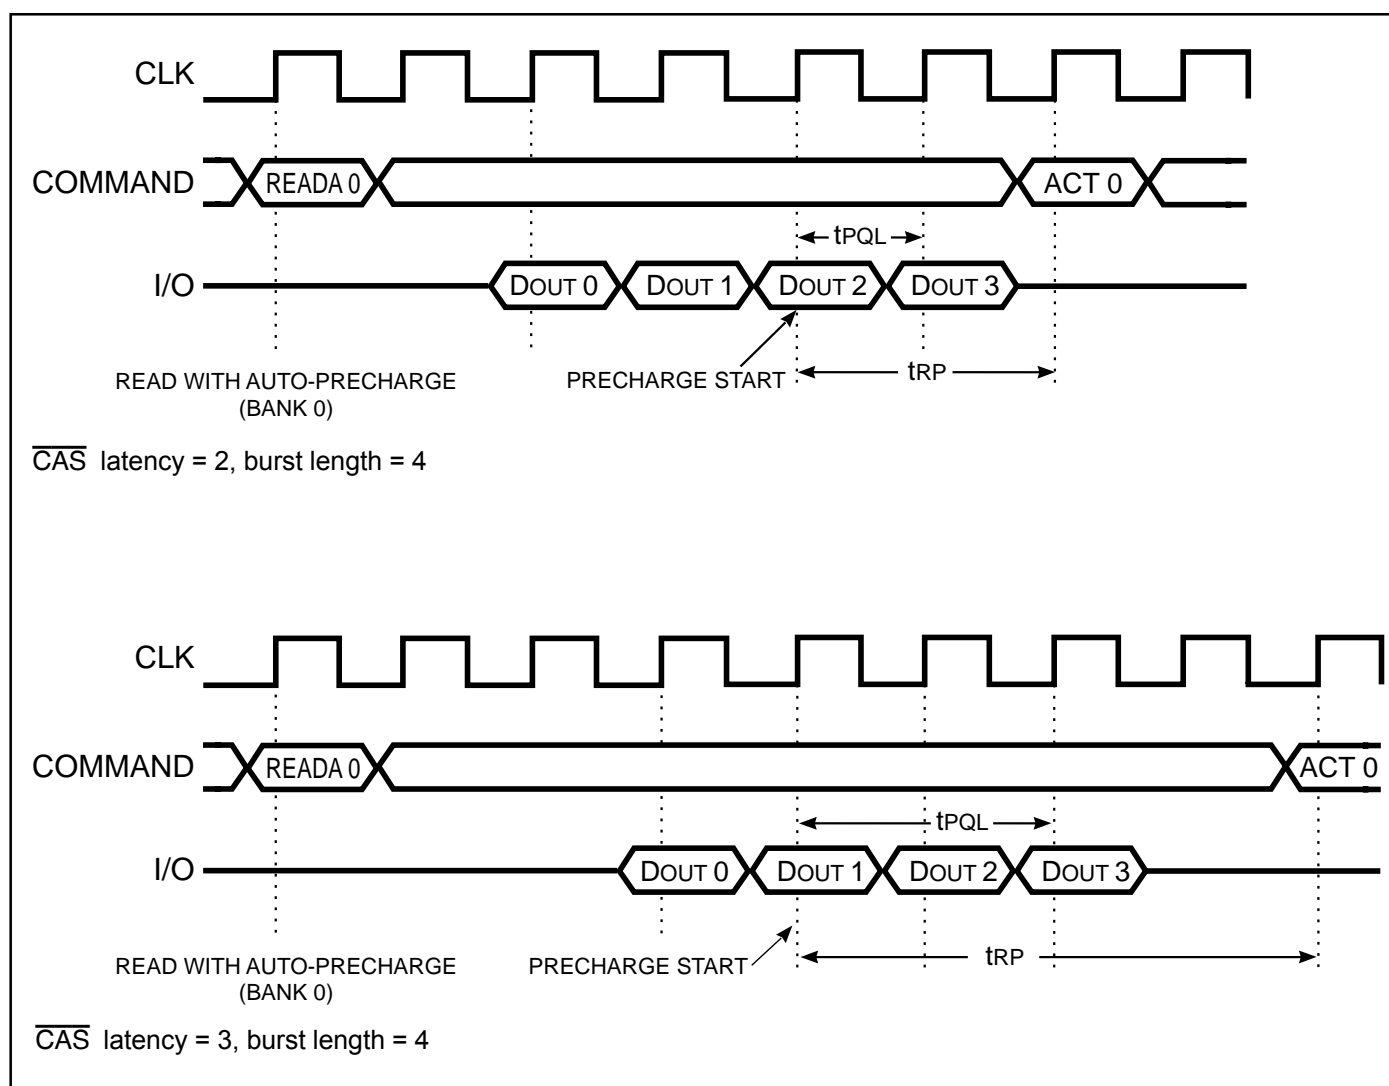 CLK
COMMAND READA 0 ACT 0
tPQL
I/O DOUT 0 DOUT 1 DOUT 2 DOUT 3
READ WITH AUTO-PRECHARGE
(BANK 0)
PRECHARGE START
tRP
CAS latency = 2, burst length = 4
CLK
COMMAND READA 0 ACT 0
tPQL
I/O DOUT 0 DOUT 1 DOUT 2 DOUT 3
READ WITH AUTO-PRECHARGE
(BANK 0)
PRECHARGE START
tRP
CAS latency = 3, burst length = 4